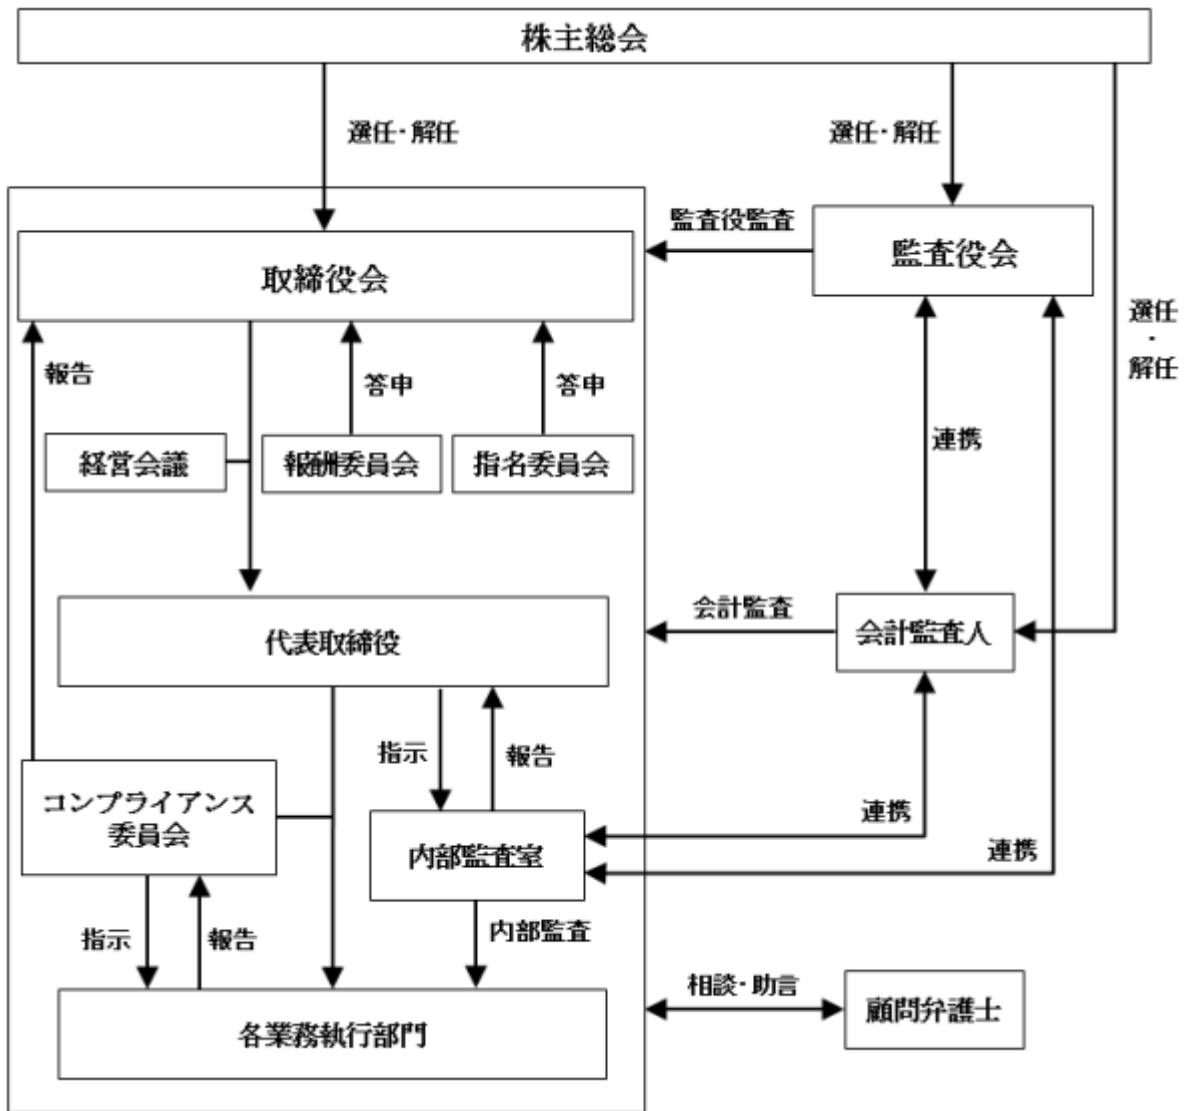 株主総会
選任・解任
選任・解任
監査役監査
監査役会
取締役会
選任
・
解任
報告
答申
答申
連携
経営会議
報酬委員会
指名委員会
会計監査
会計監査人
代表取締役
指示
報告
コンプライアンス
委員会
内部監査室
連携
連携
指示
報告
内部監査
相談・助言
顧問弁護士
各業務執行部門